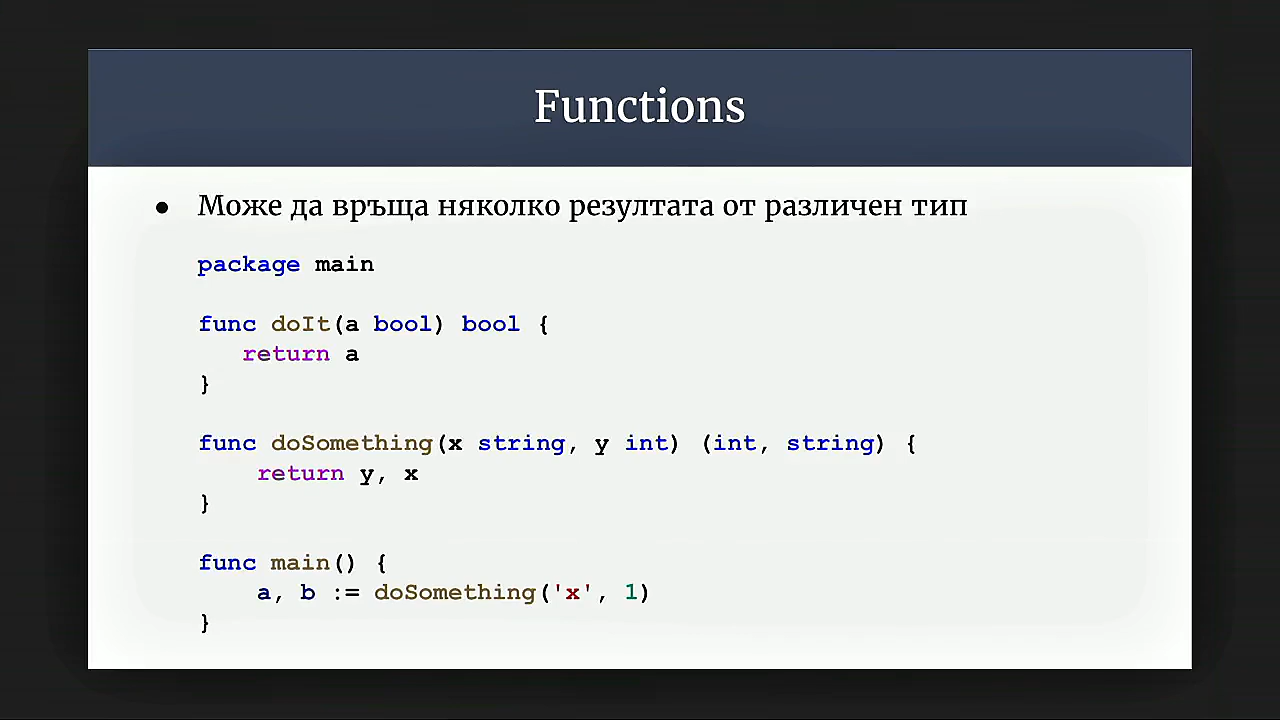 Functions
● Може да връща няколко резултата от различен тип
package main
func doIt(a bool) bool {
return a
}
func doSomething(x string, y int) (int, string) {
return y, x
}
func main() {
a, b := doSomething('x', 1)
}